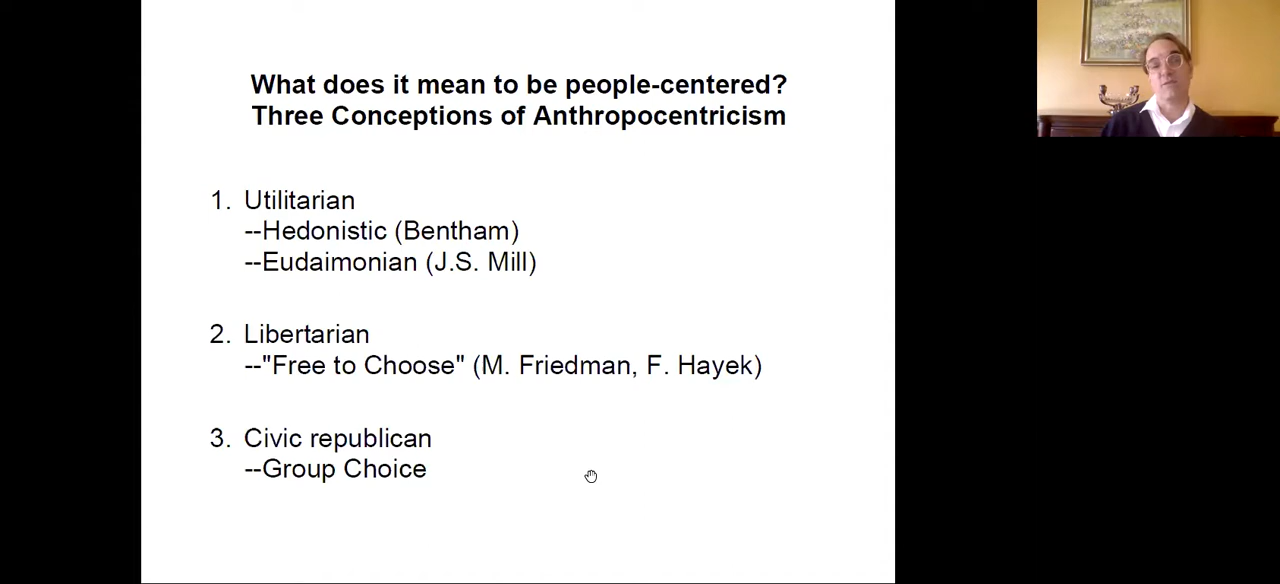 What does it mean to be people-centered?
Three Conceptions of Anthropocentricism
1. Utilitarian
--Hedonistic (Bentham)
--Eudaimonian (J.S. Mill)
2. Libertarian
--"Free to Choose" (M. Friedman, F. Hayek)
3. Civic republican
--Group Choice